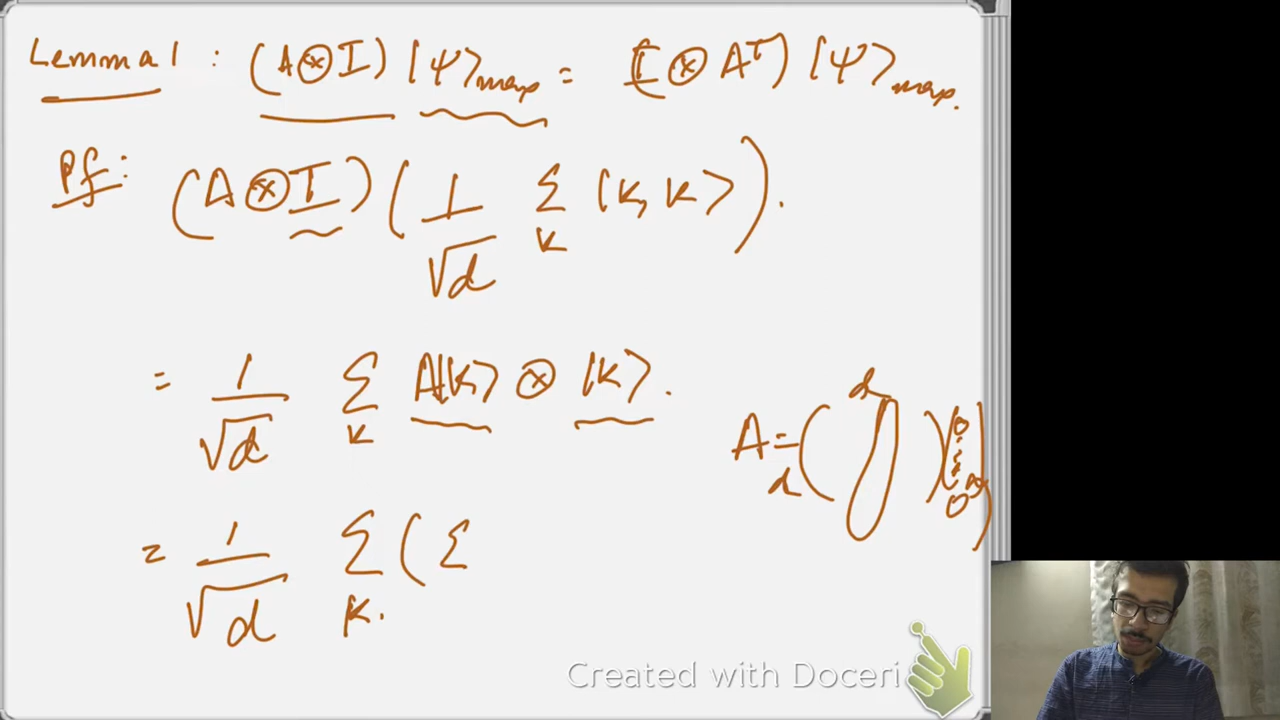 Lemma 1 : (A ⊗ I) |Ψ⟩max = (I ⊗ Aᵀ) |Ψ⟩max.
Pf : (A ⊗ I) ( 1/√d Σ_k |k, k⟩ ).
= 1/√d Σ_k A|k⟩ ⊗ |k⟩.
= 1/√d Σ_k. ( Σ
A =
d
d
Created with Doceri